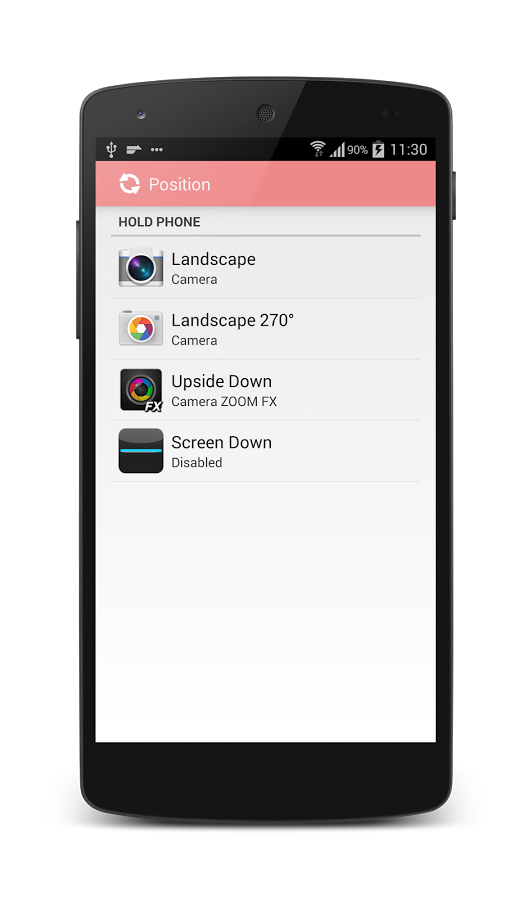 90% 11:30
Position
HOLD PHONE
Landscape
Camera
Landscape 270°
Camera
Upside Down
Camera ZOOM FX
FX
Screen Down
Disabled